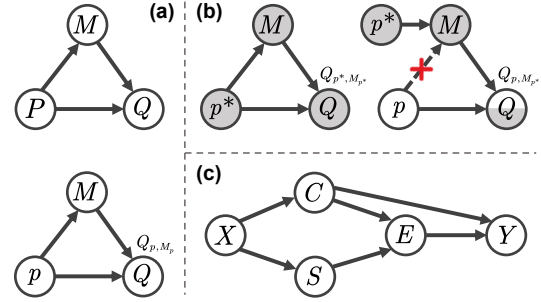 (a)
M
P
Q
M
p
Q
Q_{p, M_p}
(b)
M
p*
Q
Q_{p*, M_{p*}}
p*
M
p
Q
Q_{p, M_{p*}}
(c)
X
C
S
E
Y